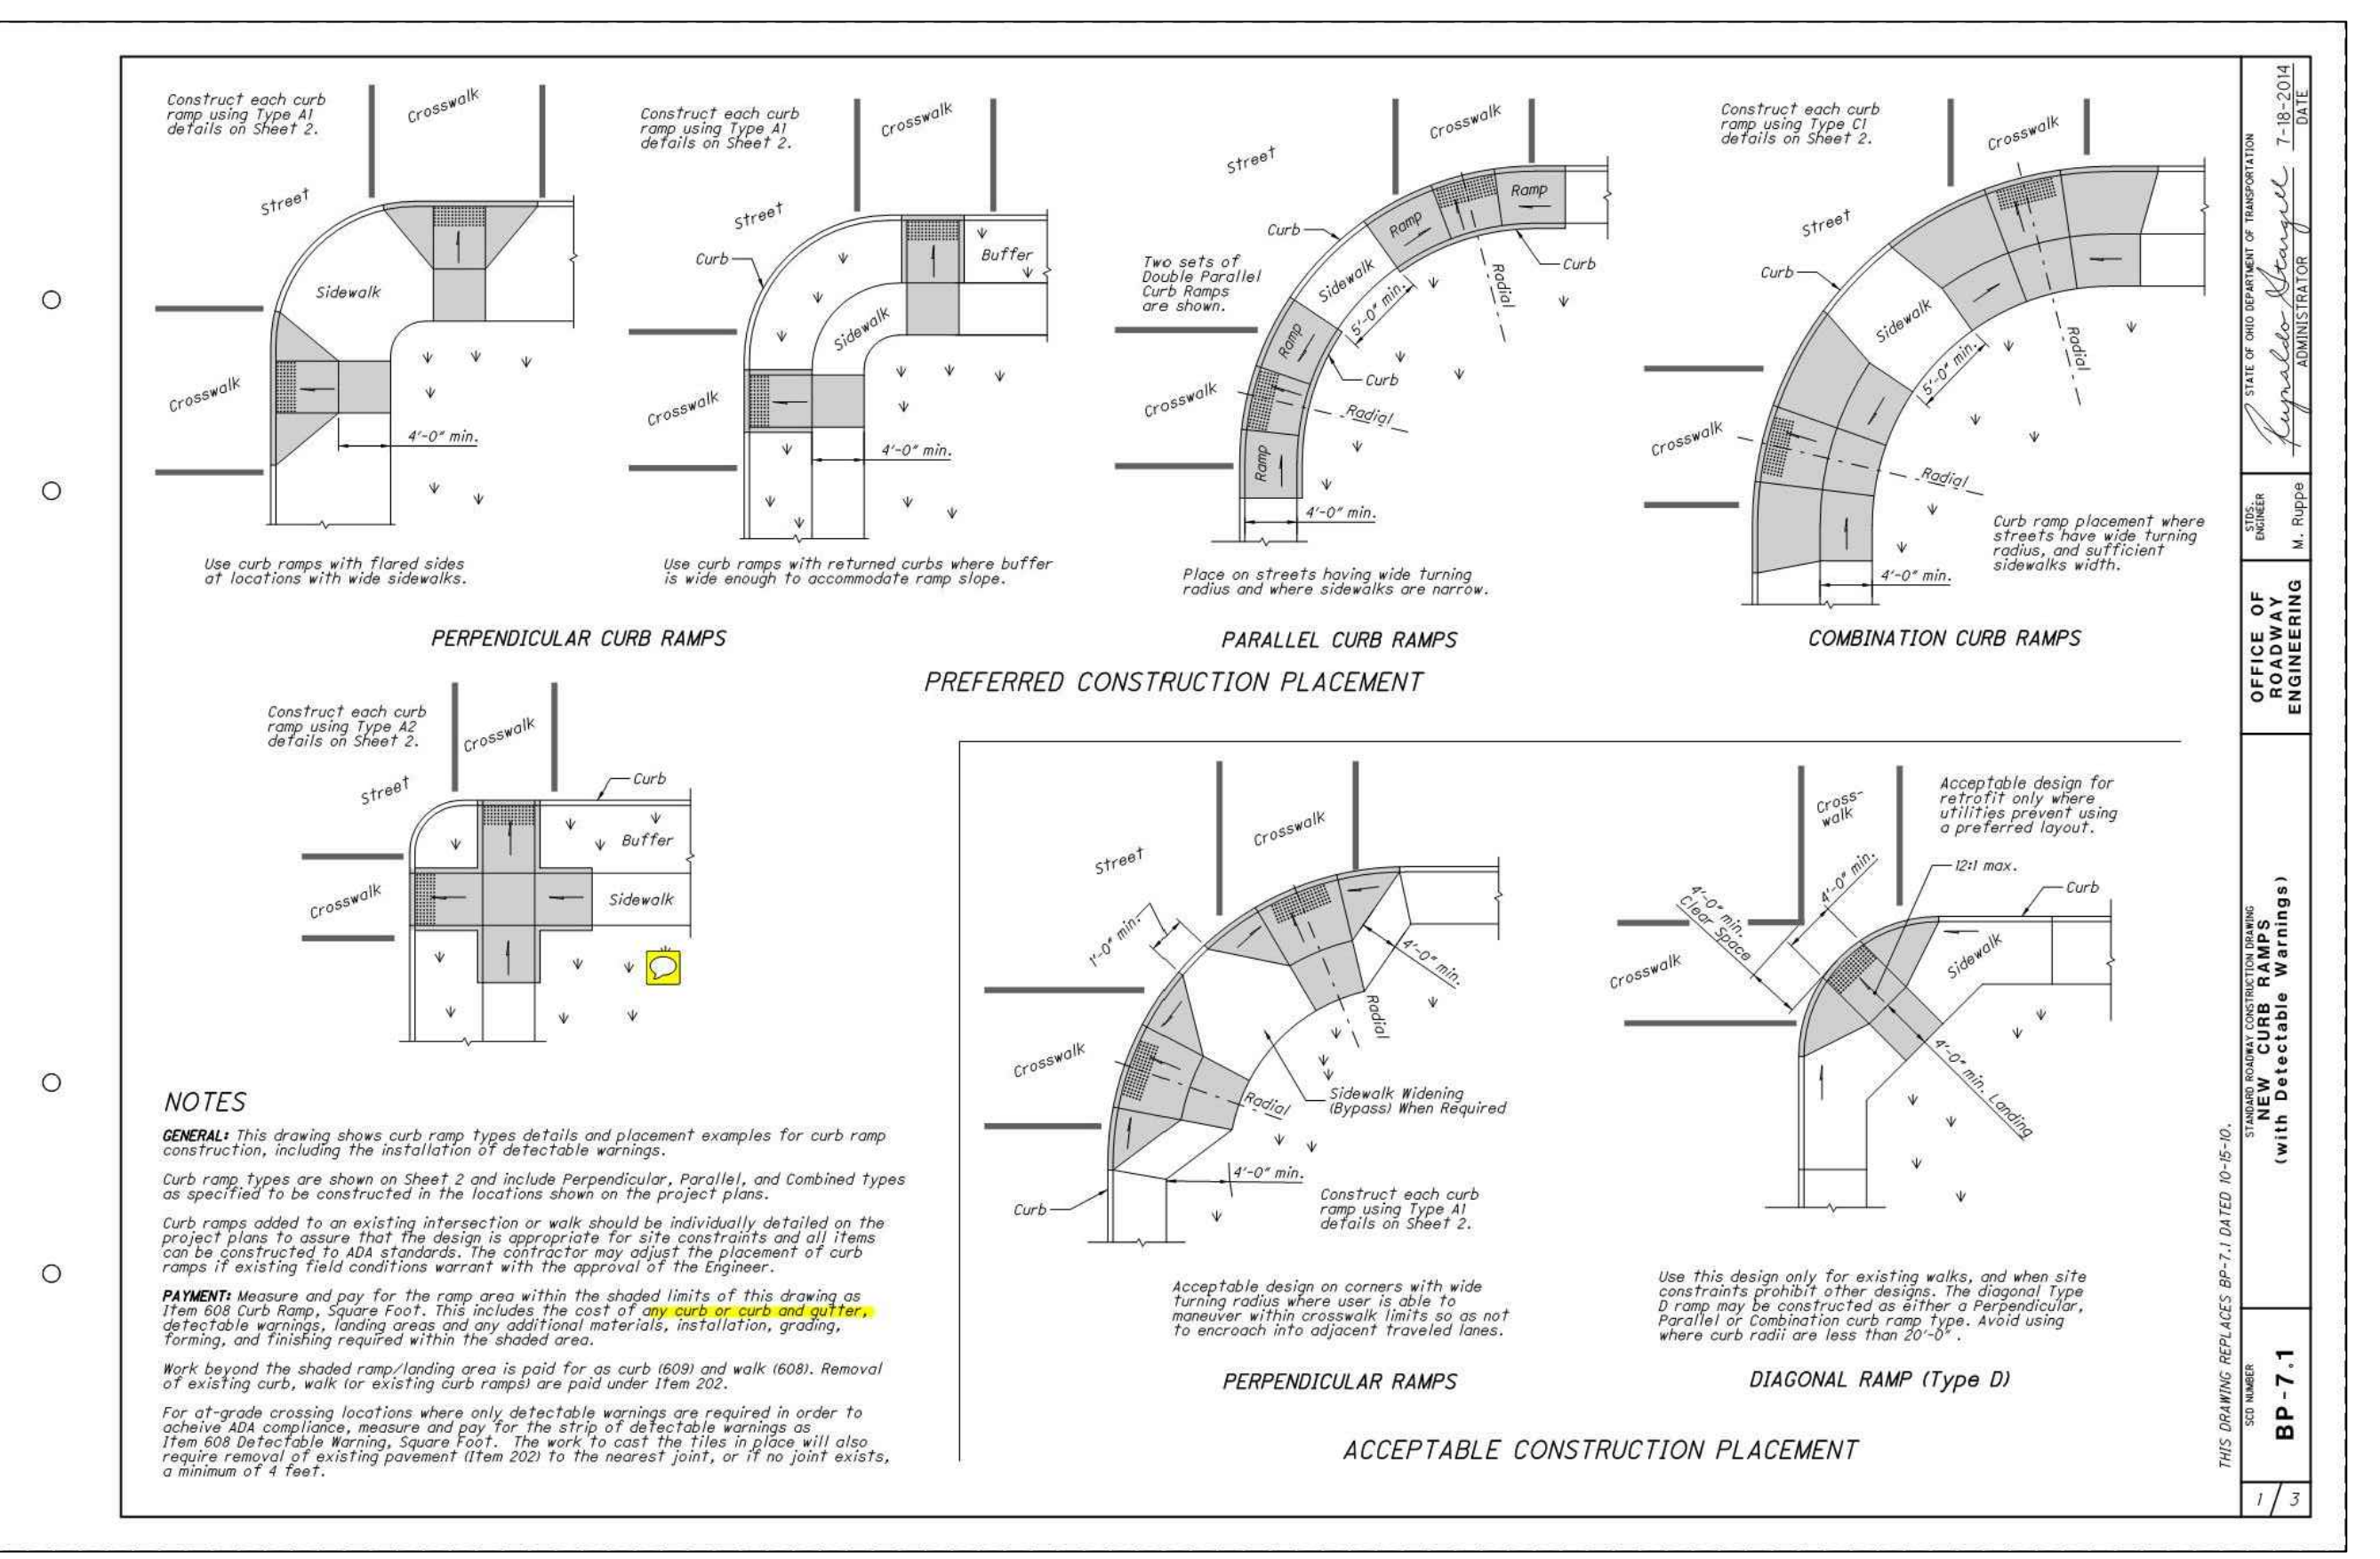 Construct each curb
ramp using Type A1
details on Sheet 2.
Crosswalk
Street
Sidewalk
Crosswalk
4'-0" min.
Use curb ramps with flared sides
at locations with wide sidewalks.
Construct each curb
ramp using Type A1
details on Sheet 2.
Crosswalk
Street
Curb
Buffer
Sidewalk
Crosswalk
4'-0" min.
Use curb ramps with returned curbs where buffer
is wide enough to accommodate ramp slope.
PERPENDICULAR CURB RAMPS
Street
Crosswalk
Curb
Ramp
Ramp
Two sets of
Double Parallel
Curb Ramps
are shown.
Sidewalk
Curb
Radial
5'-0" min.
Ramp
Curb
Crosswalk
Radial
Ramp
4'-0" min.
Place on streets having wide turning
radius and where sidewalks are narrow.
PARALLEL CURB RAMPS
Construct each curb
ramp using Type C1
details on Sheet 2.
Crosswalk
Street
Curb
Sidewalk
Radial
5'-0" min.
Crosswalk
Radial
4'-0" min.
Curb ramp placement where
streets have wide turning
radius, and sufficient
sidewalks width.
COMBINATION CURB RAMPS
PREFERRED CONSTRUCTION PLACEMENT
Construct each curb
ramp using Type A2
details on Sheet 2.
Crosswalk
Street
Curb
Buffer
Crosswalk
Sidewalk
NOTES
GENERAL: This drawing shows curb ramp types details and placement examples for curb ramp
construction, including the installation of detectable warnings.
Curb ramp types are shown on Sheet 2 and include Perpendicular, Parallel, and Combined types
as specified to be constructed in the locations shown on the project plans.
Curb ramps added to an existing intersection or walk should be individually detailed on the
project plans to assure that the design is appropriate for site constraints and all items
can be constructed to ADA standards. The contractor may adjust the placement of curb
ramps if existing field conditions warrant with the approval of the Engineer.
PAYMENT: Measure and pay for the ramp area within the shaded limits of this drawing as
Item 608 Curb Ramp, Square Foot. This includes the cost of any curb or curb and gutter,
detectable warnings, landing areas and any additional materials, installation, grading,
forming, and finishing required within the shaded area.
Work beyond the shaded ramp/landing area is paid for as curb (609) and walk (608). Removal
of existing curb, walk (or existing curb ramps) are paid under Item 202.
For at-grade crossing locations where only detectable warnings are required in order to
acheive ADA compliance, measure and pay for the strip of detectable warnings as
Item 608 Detectable Warning, Square Foot. The work to cast the tiles in place will also
require removal of existing pavement (Item 202) to the nearest joint, or if no joint exists,
a minimum of 4 feet.
Crosswalk
Street
1'-0" min.
4'-0" min.
Radial
Crosswalk
Radial
Sidewalk Widening
(Bypass) When Required
4'-0" min.
Curb
Construct each curb
ramp using Type A1
details on Sheet 2.
Acceptable design on corners with wide
turning radius where user is able to
maneuver within crosswalk limits so as not
to encroach into adjacent traveled lanes.
PERPENDICULAR RAMPS
Cross-
walk
Acceptable design for
retrofit only where
utilities prevent using
a preferred layout.
12:1 max.
Curb
4'-0" min.
4'-0" min.
Clear Space
Crosswalk
Sidewalk
4'-0" min. Landing
Use this design only for existing walks, and when site
constraints prohibit other designs. The diagonal Type
D ramp may be constructed as either a Perpendicular,
Parallel or Combination curb ramp type. Avoid using
where curb radii are less than 20'-0" .
DIAGONAL RAMP (Type D)
ACCEPTABLE CONSTRUCTION PLACEMENT
THIS DRAWING REPLACES BP-7.1 DATED 10-15-10.
STATE OF OHIO DEPARTMENT OF TRANSPORTATION
7-18-2014
DATE
ADMINISTRATOR
STDS.
ENGINEER
M. Ruppe
OFFICE OF
ROADWAY
ENGINEERING
STANDARD ROADWAY CONSTRUCTION DRAWING
NEW CURB RAMPS
(with Detectable Warnings)
SCD NUMBER
BP-7.1
1/3